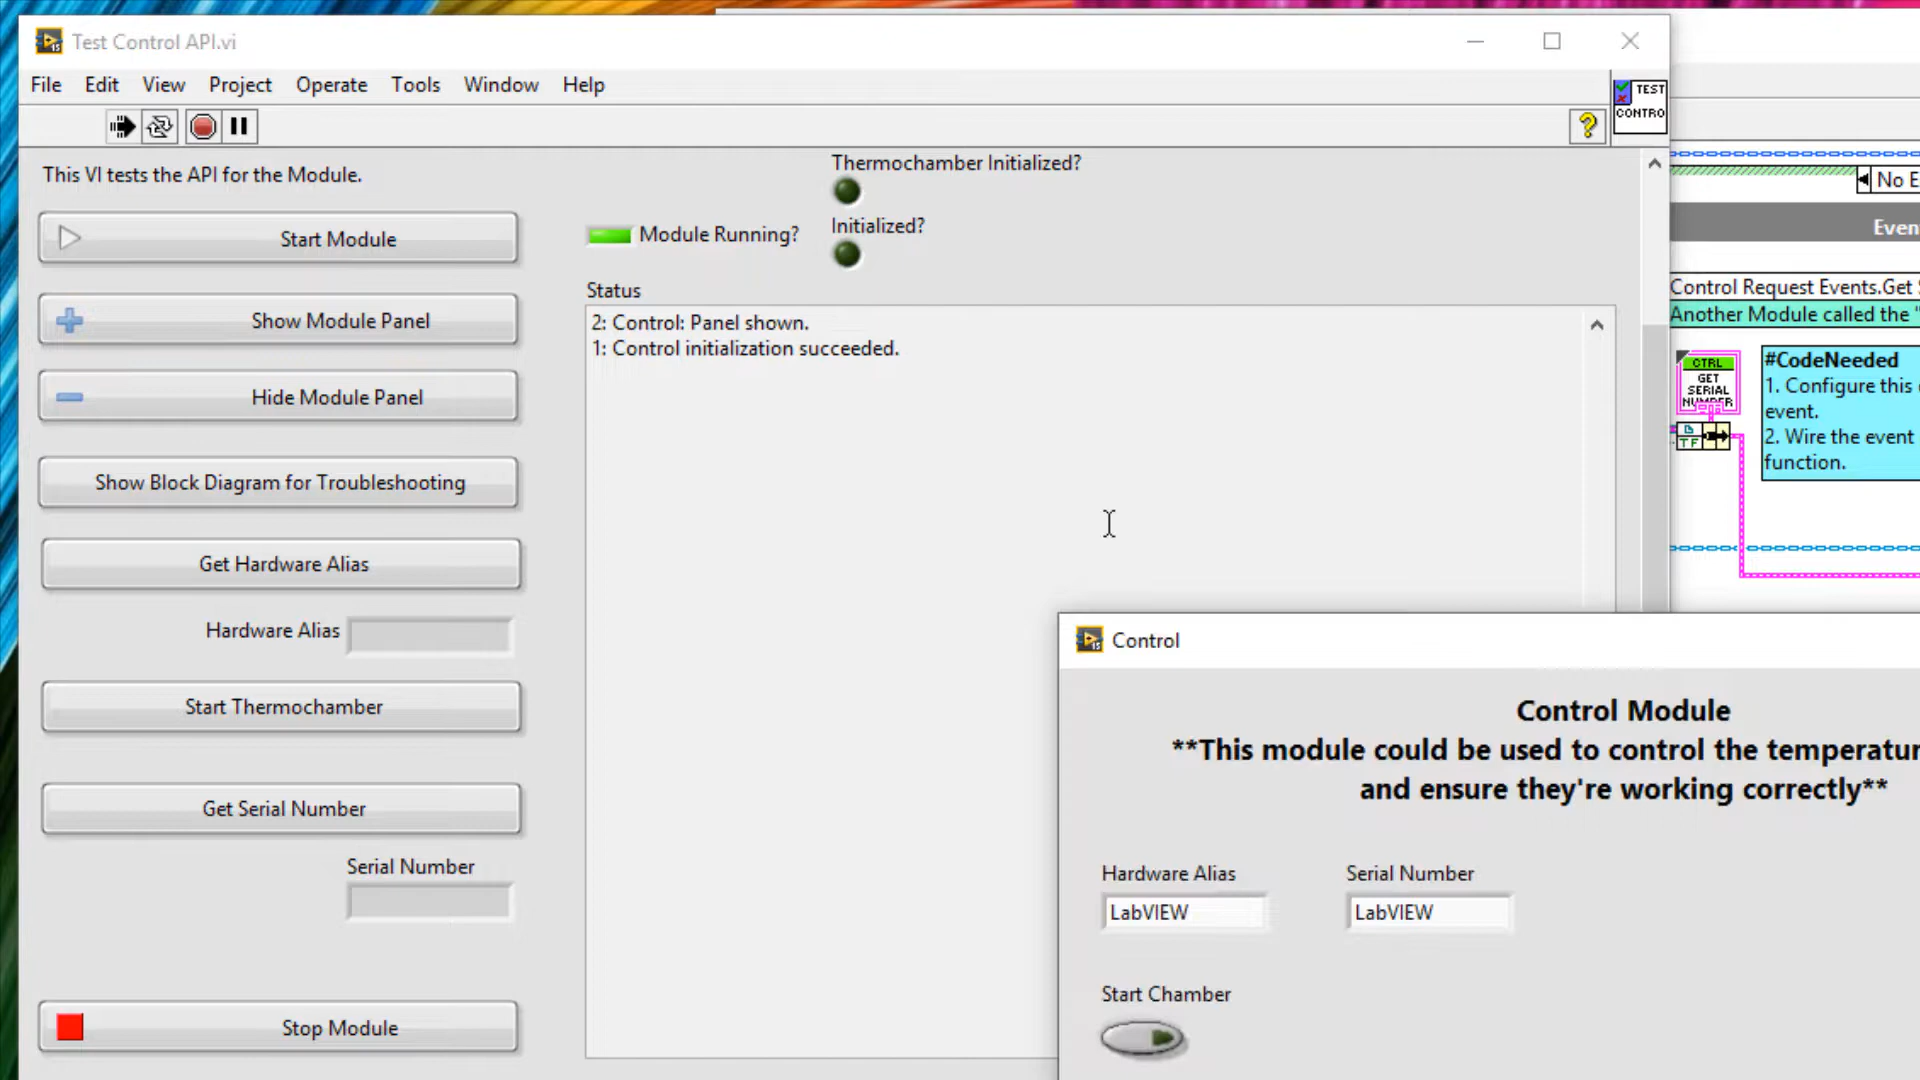 Test Control API.vi
File Edit View Project Operate Tools Window Help
TEST
CONTRO
This VI tests the API for the Module.
Start Module
Show Module Panel
Hide Module Panel
Show Block Diagram for Troubleshooting
Get Hardware Alias
Hardware Alias
Start Thermochamber
Get Serial Number
Serial Number
Stop Module
Thermochamber Initialized?
Module Running?
Initialized?
Status
2: Control: Panel shown.
1: Control initialization succeeded.
No E
Even
Control Request Events.Get S
Another Module called the "
CTRL
GET
SERIAL
NUMBER
TF
#CodeNeeded
1. Configure this
event.
2. Wire the event
function.
Control
Control Module
**This module could be used to control the temperatur
and ensure they're working correctly**
Hardware Alias
LabVIEW
Serial Number
LabVIEW
Start Chamber